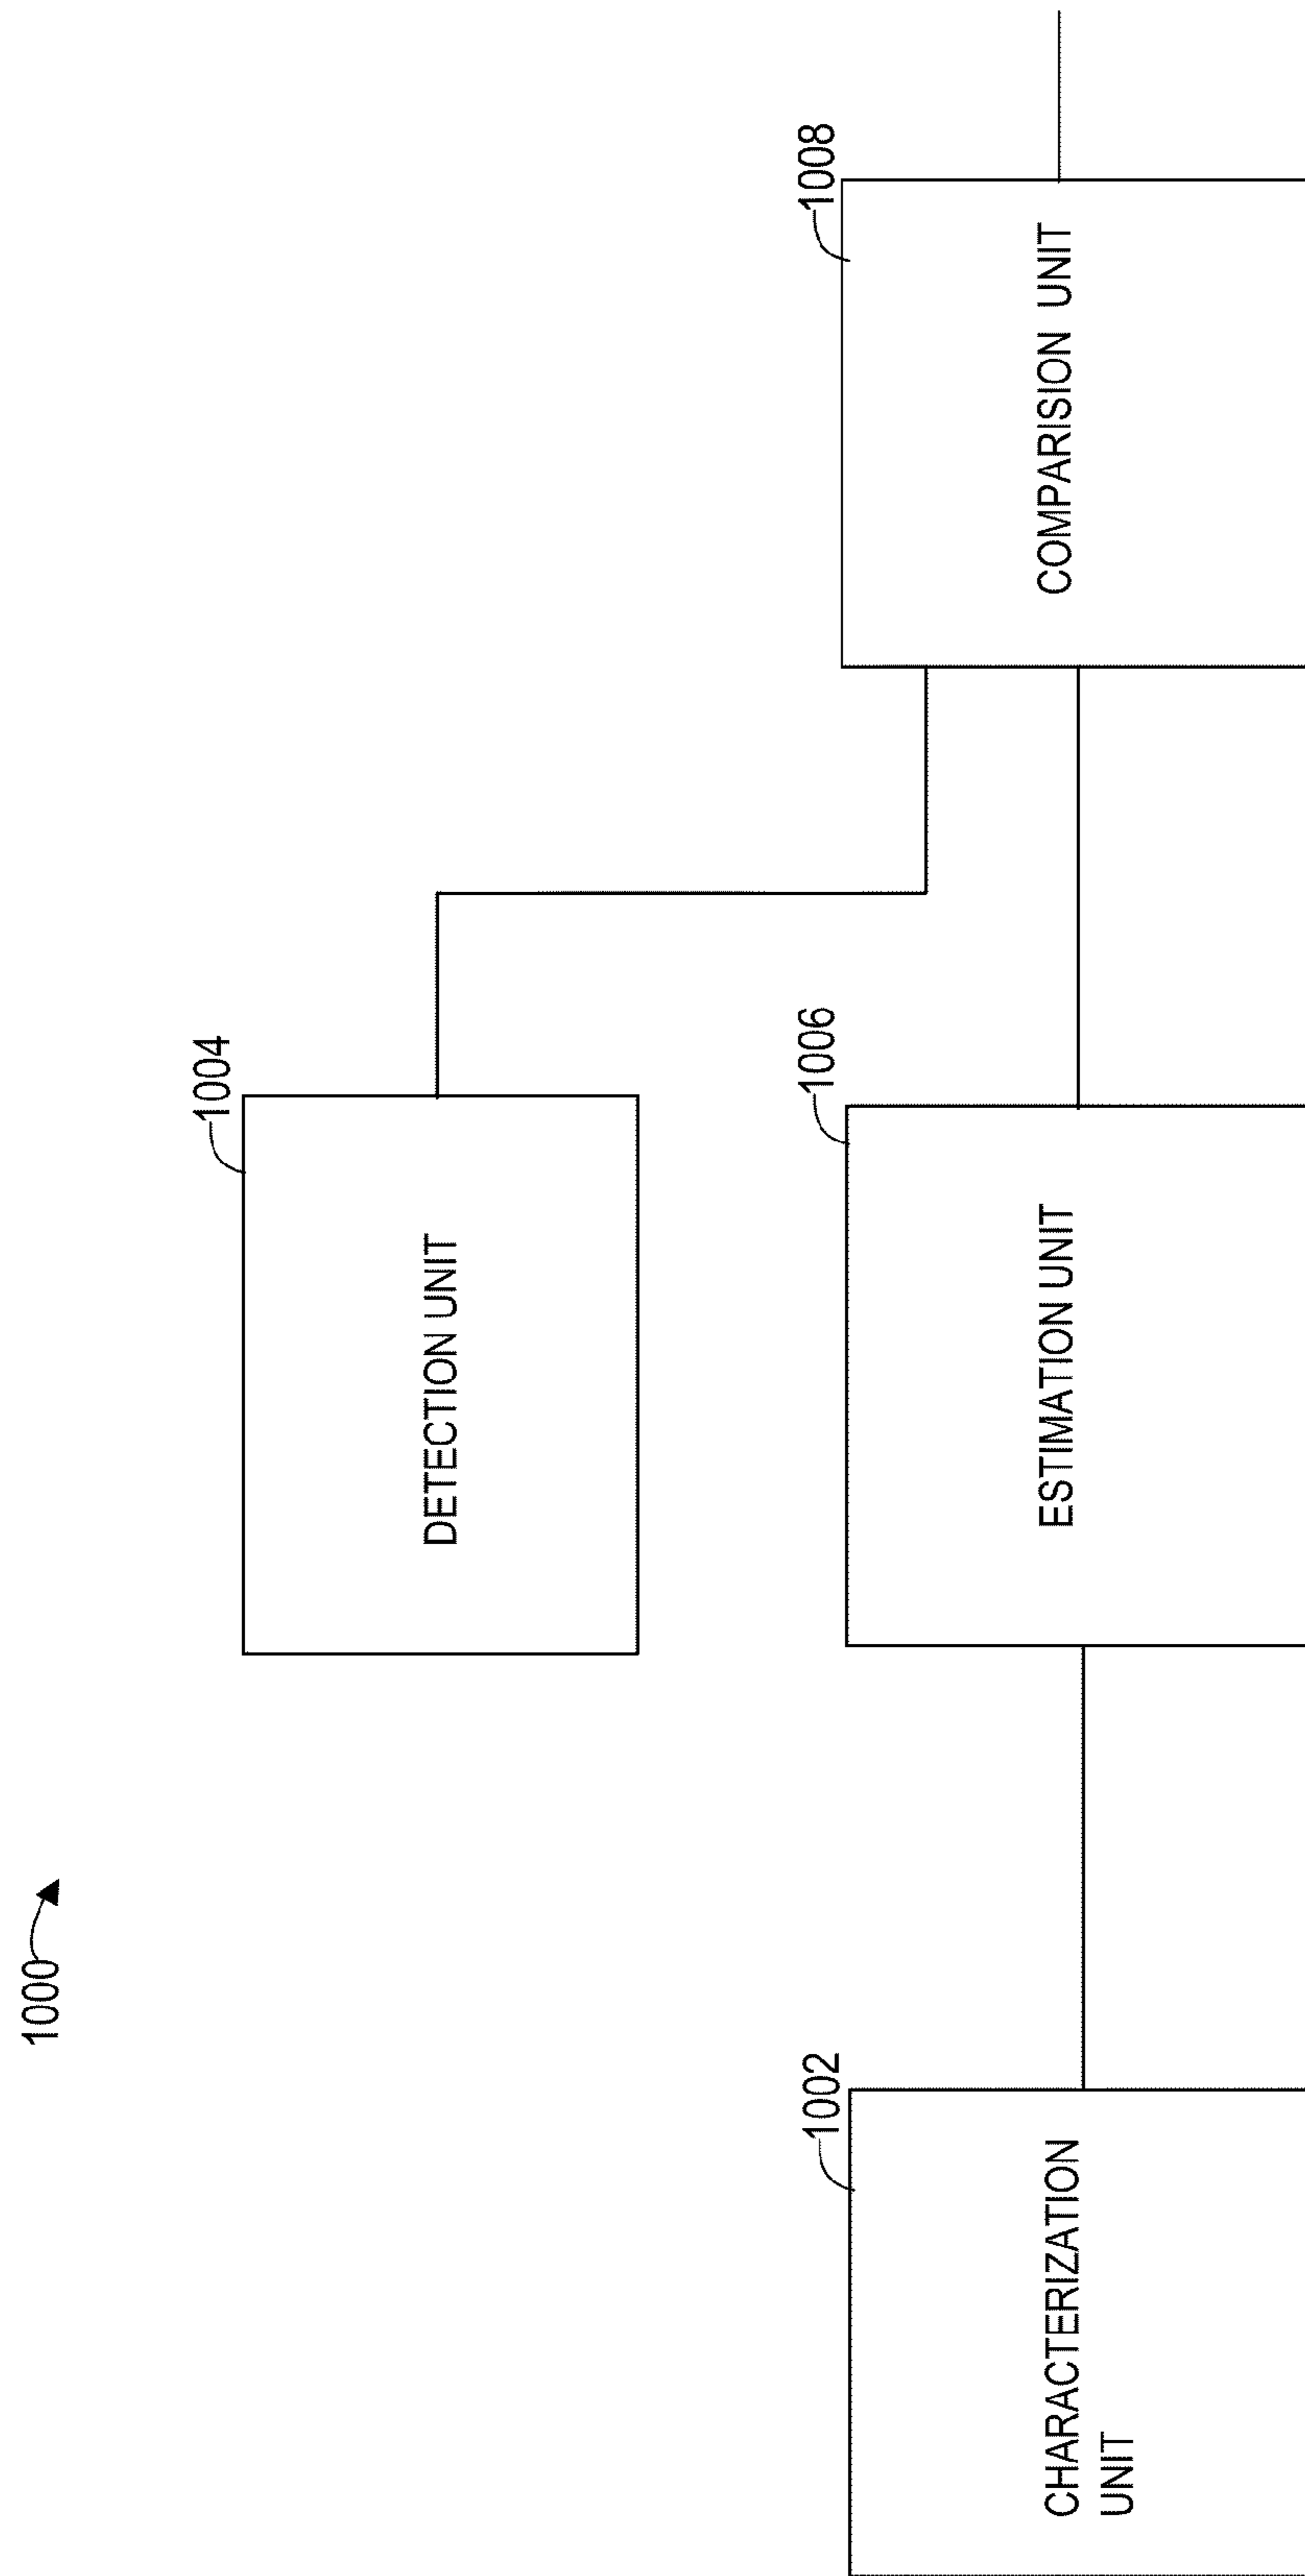 1000
1004
DETECTION UNIT
1002
CHARACTERIZATION
UNIT
1006
ESTIMATION UNIT
1008
COMPARISION UNIT